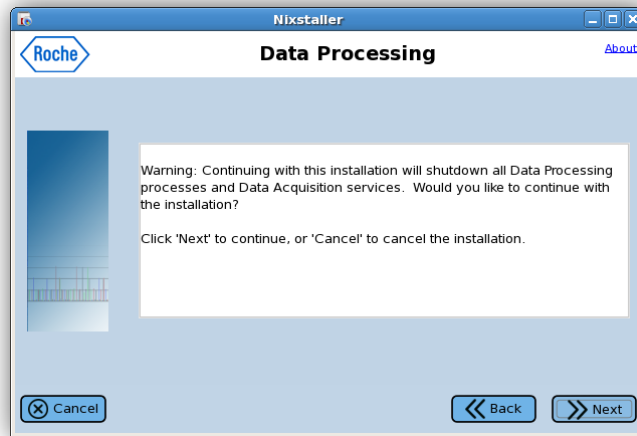 Nixstaller
Roche
Data Processing
About
Warning: Continuing with this installation will shutdown all Data Processing
processes and Data Acquisition services.  Would you like to continue with
the installation?
Click 'Next' to continue, or 'Cancel' to cancel the installation.
Cancel
Back
Next